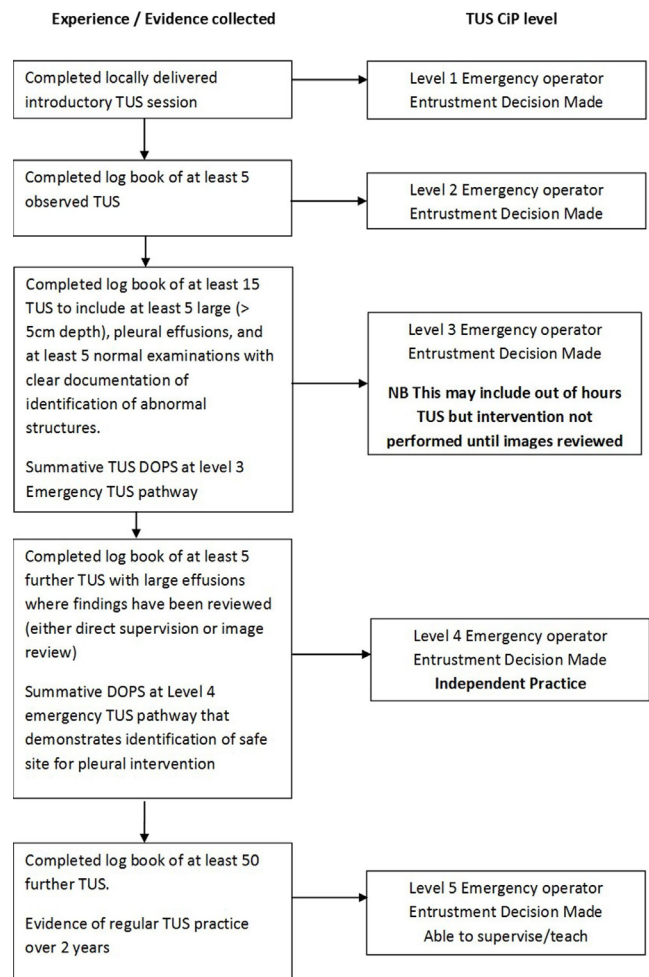 Experience / Evidence collected
TUS CiP level
Completed locally delivered
introductory TUS session
Level 1 Emergency operator
Entrustment Decision Made
Completed log book of at least 5
observed TUS
Level 2 Emergency operator
Entrustment Decision Made
Completed log book of at least 15
TUS to include at least 5 large (>
5cm depth), pleural effusions, and
at least 5 normal examinations with
clear documentation of
identification of abnormal
structures.
Summative TUS DOPS at level 3
Emergency TUS pathway
Level 3 Emergency operator
Entrustment Decision Made
NB This may include out of hours
TUS but intervention not
performed until images reviewed
Completed log book of at least 5
further TUS with large effusions
where findings have been reviewed
(either direct supervision or image
review)
Summative DOPS at Level 4
emergency TUS pathway that
demonstrates identification of safe
site for pleural intervention
Level 4 Emergency operator
Entrustment Decision Made
Independent Practice
Completed log book of at least 50
further TUS.
Evidence of regular TUS practice
over 2 years
Level 5 Emergency operator
Entrustment Decision Made
Able to supervise/teach